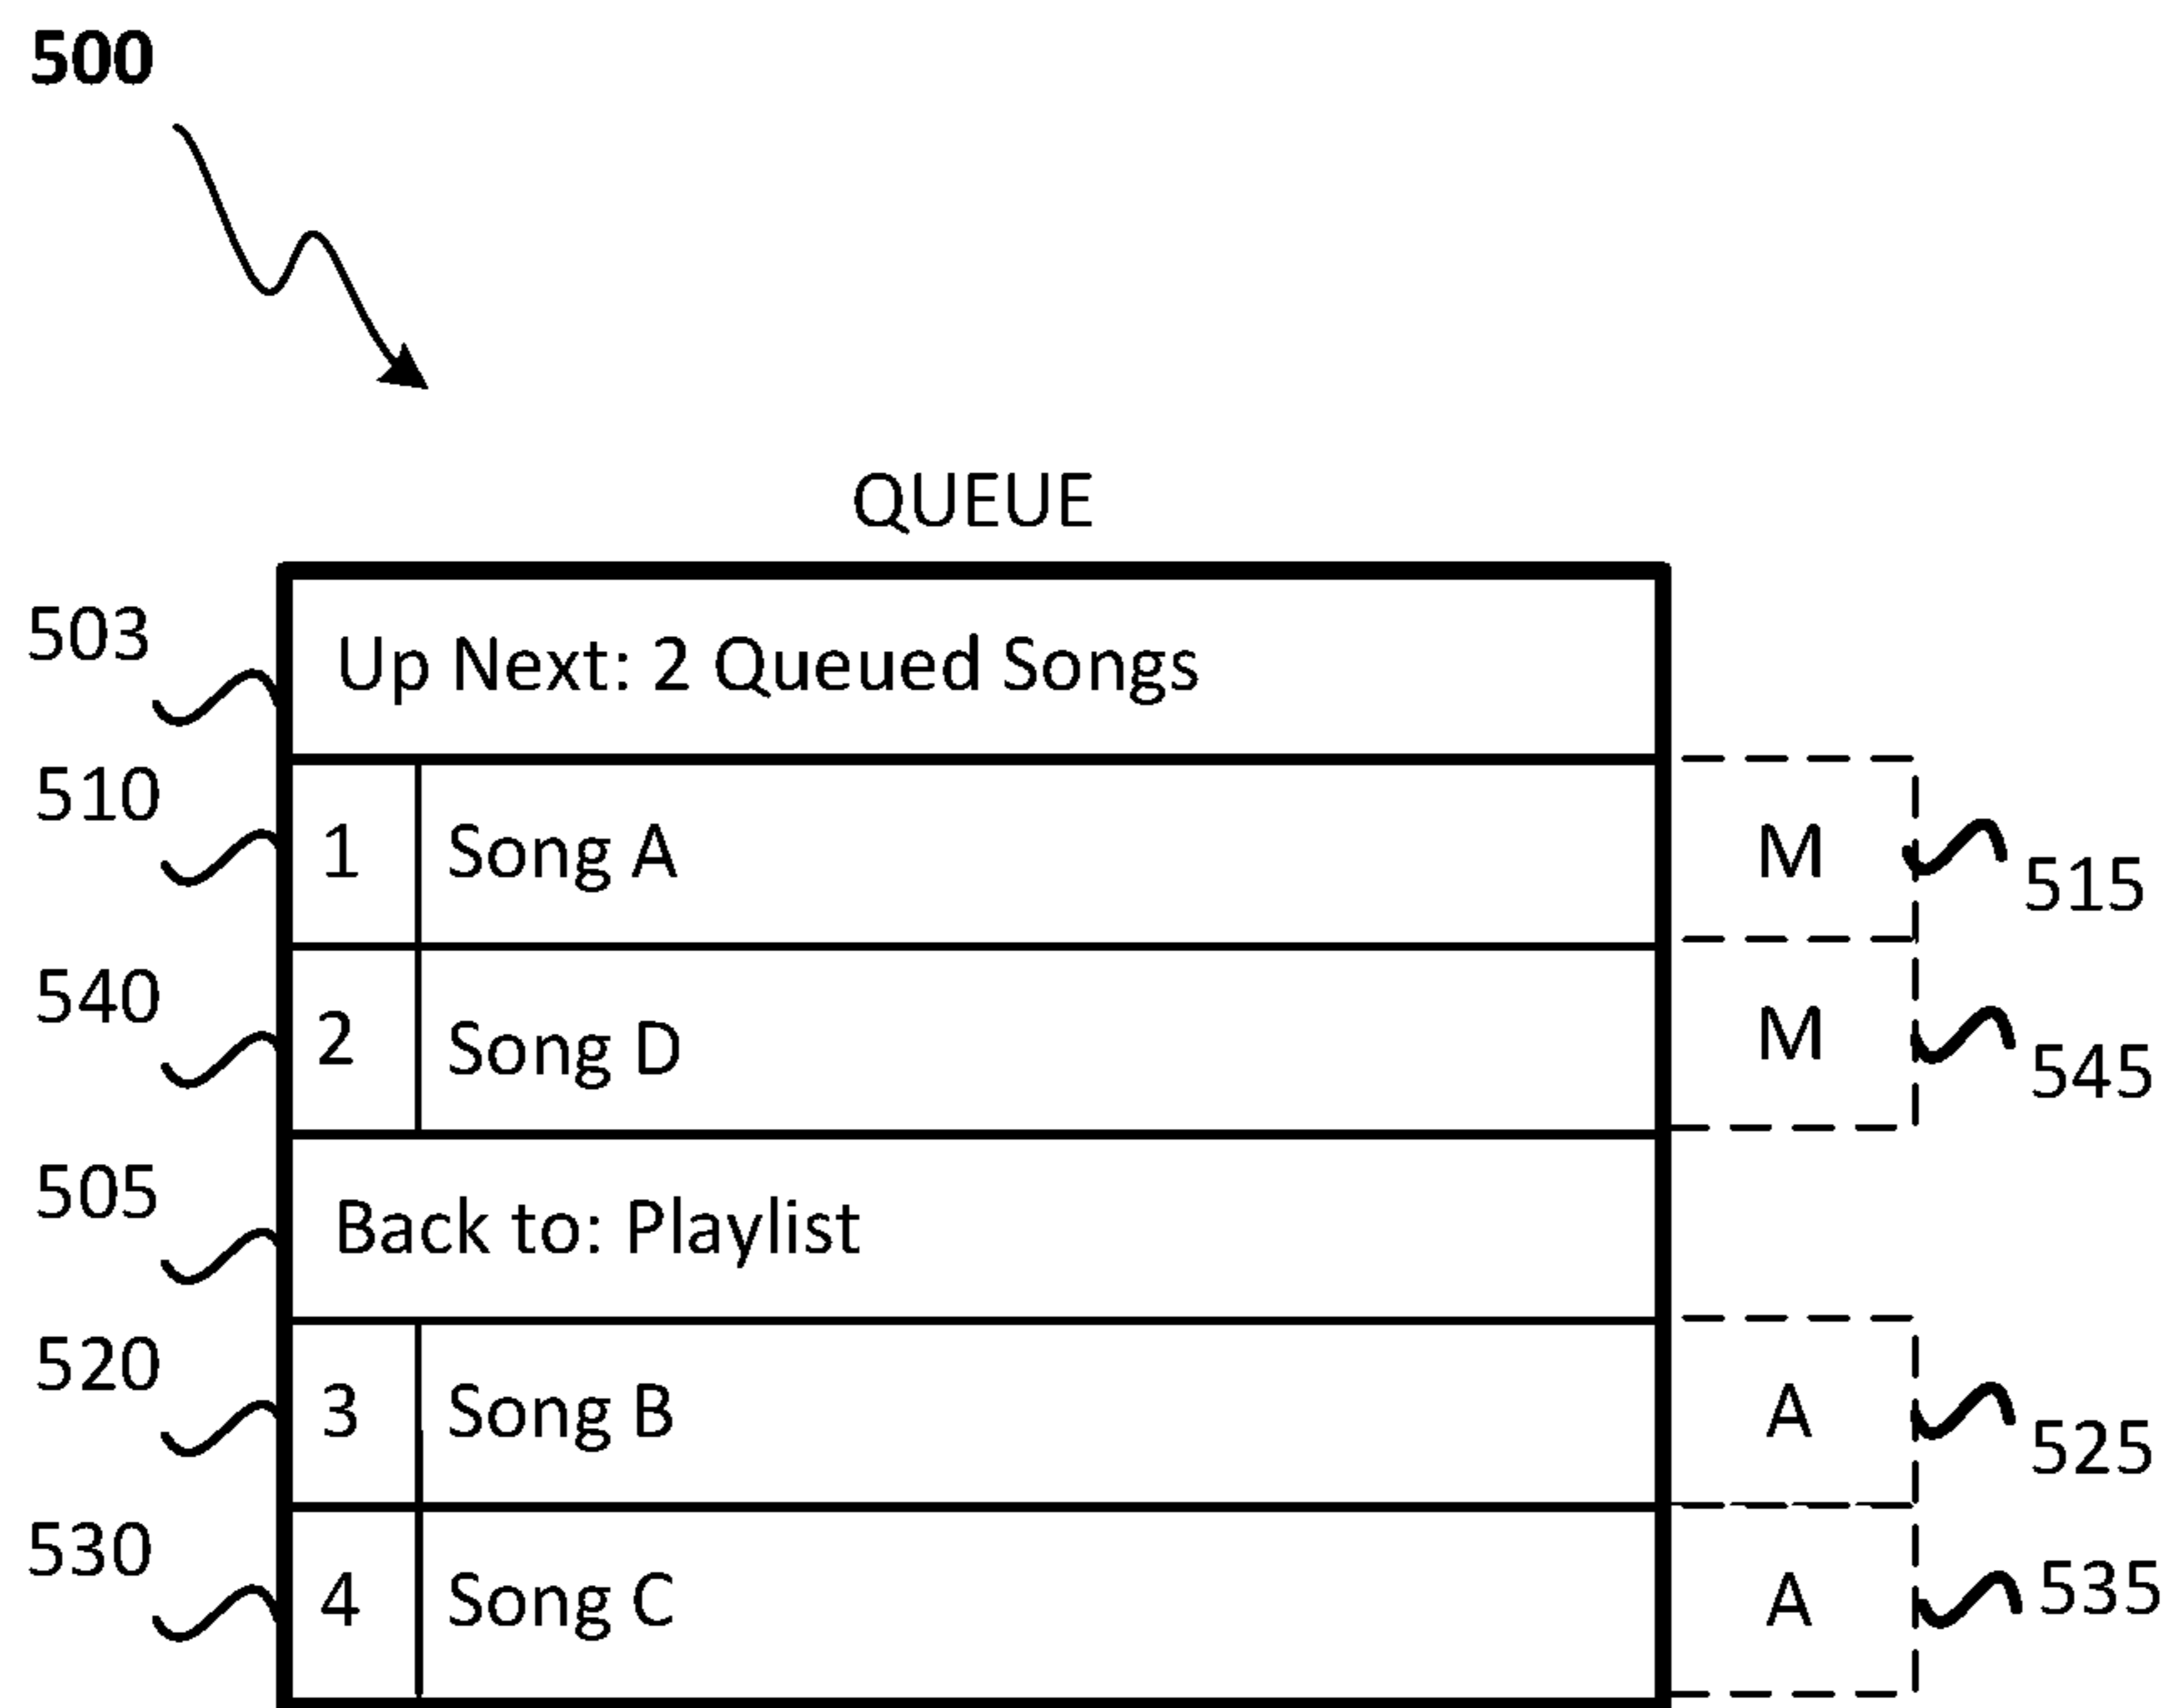 500
QUEUE
503
Up Next: 2 Queued Songs
510
1 Song A M
515
540
2 Song D M
545
505
Back to: Playlist
520
3 Song B A
525
530
4 Song C A
535